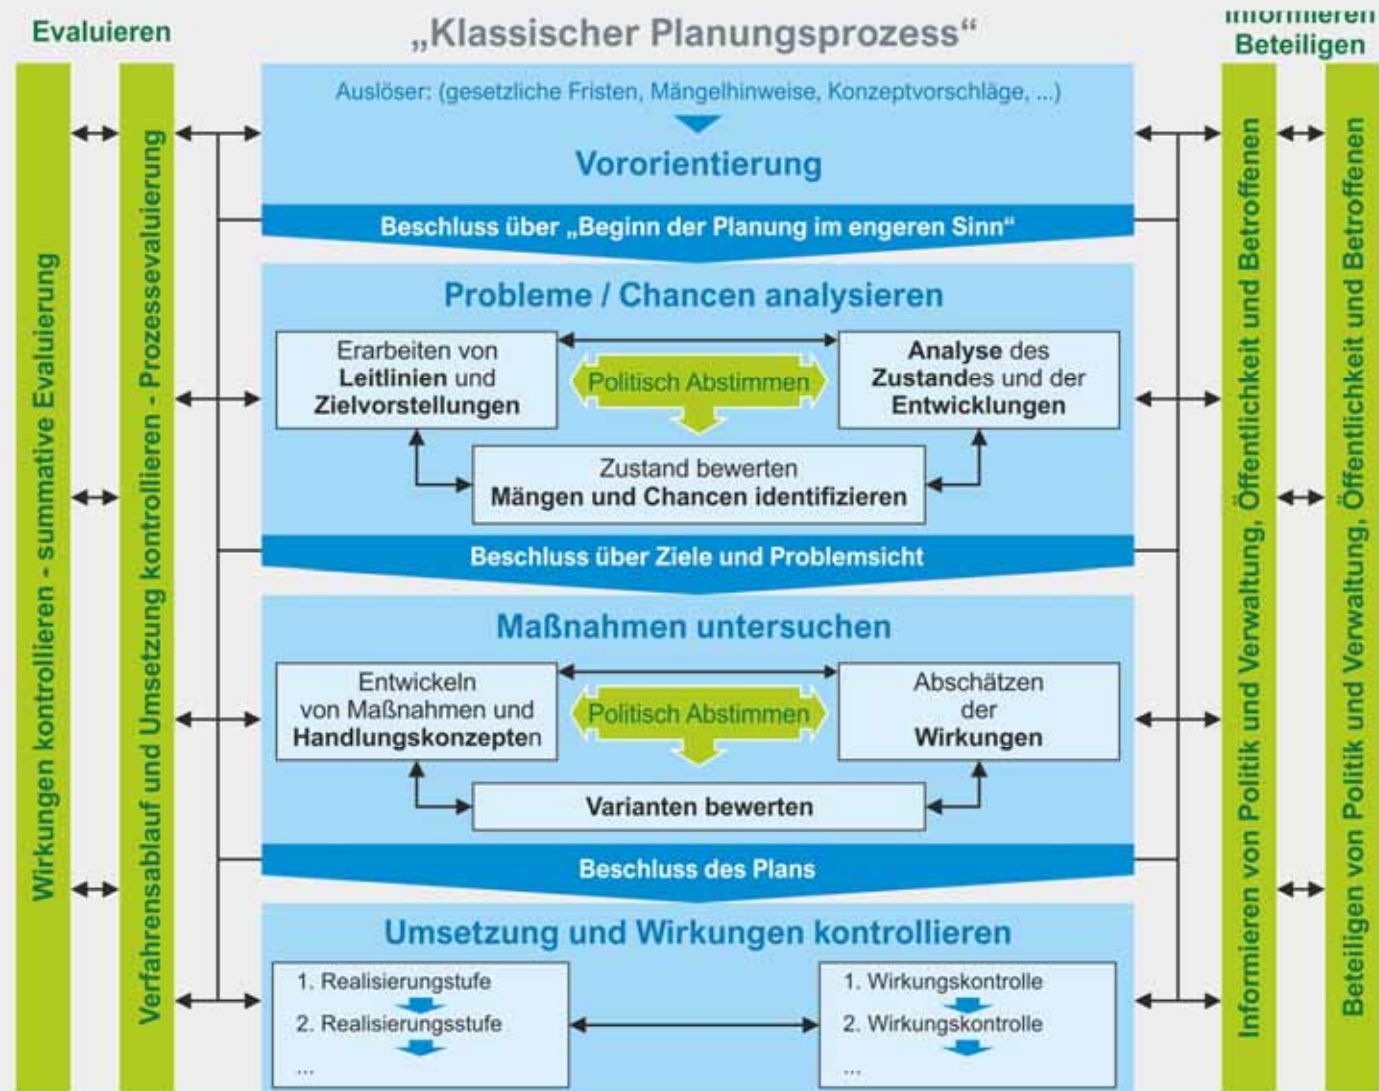 Evaluieren
„Klassischer Planungsprozess“
Informieren
Beteiligen
Wirkungen kontrollieren - summative Evaluierung
Verfahrensablauf und Umsetzung kontrollieren - Prozessevaluierung
Auslöser: (gesetzliche Fristen, Mängelhinweise, Konzeptvorschläge, ...)
Vororientierung
Beschluss über „Beginn der Planung im engeren Sinn“
Probleme / Chancen analysieren
Erarbeiten von
Leitlinien und
Zielvorstellungen
Politisch Abstimmen
Analyse des
Zustandes und der
Entwicklungen
Zustand bewerten
Mängen und Chancen identifizieren
Beschluss über Ziele und Problemsicht
Maßnahmen untersuchen
Entwickeln
von Maßnahmen und
Handlungskonzepten
Politisch Abstimmen
Abschätzen
der
Wirkungen
Varianten bewerten
Beschluss des Plans
Umsetzung und Wirkungen kontrollieren
1. Realisierungstufe
2. Realisierungsstufe
...
1. Wirkungskontrolle
2. Wirkungskontrolle
...
Informieren von Politik und Verwaltung, Öffentlichkeit und Betroffenen
Beteiligen von Politik und Verwaltung, Öffentlichkeit und Betroffenen